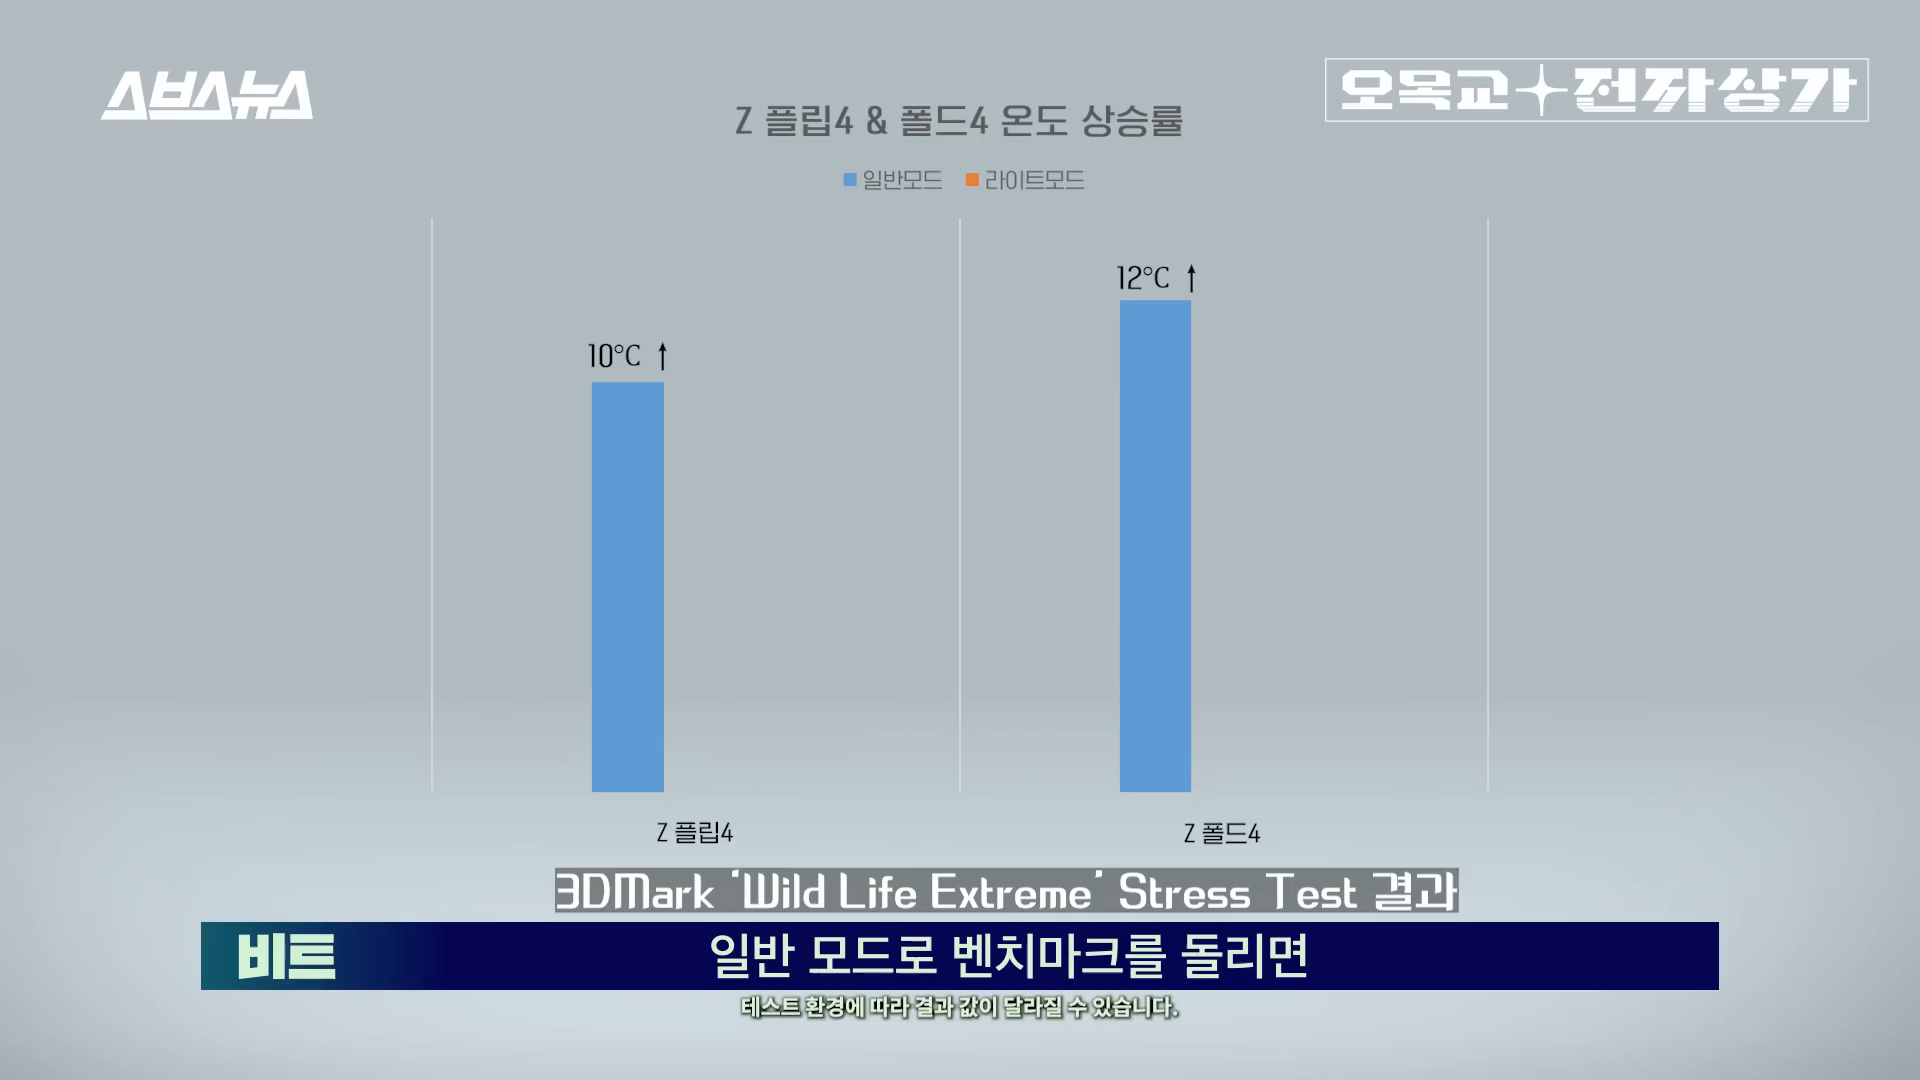 스브스뉴스
오목교 전자상가
Z 플립4 & 폴드4 온도 상승률
일반모드 라이트모드
12°C ↑
10°C ↑
Z 플립4 Z 폴드4
3DMark ‘Wild Life Extreme’ Stress Test 결과
비트 일반 모드로 벤치마크를 돌리면
테스트 환경에 따라 결과 값이 달라질 수 있습니다.